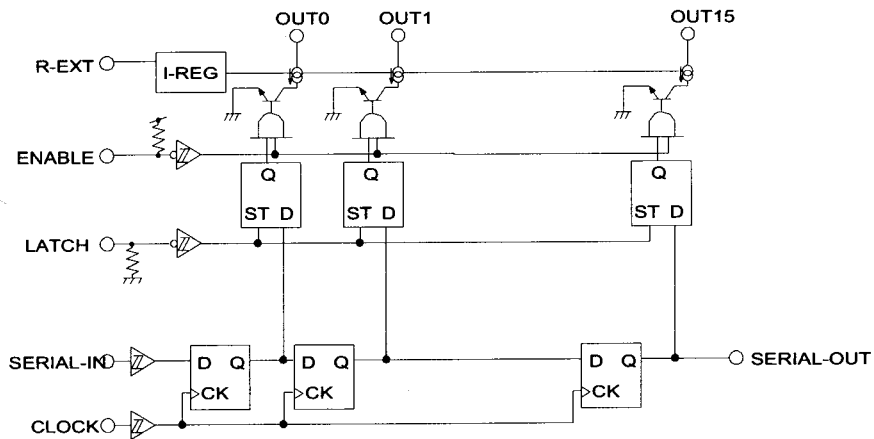 OUT0 OUT1 OUT15
R-EXT I-REG
ENABLE
Q Q Q
ST D ST D ST D
LATCH
SERIAL-IN D Q D Q D Q SERIAL-OUT
CK CK CK
CLOCK